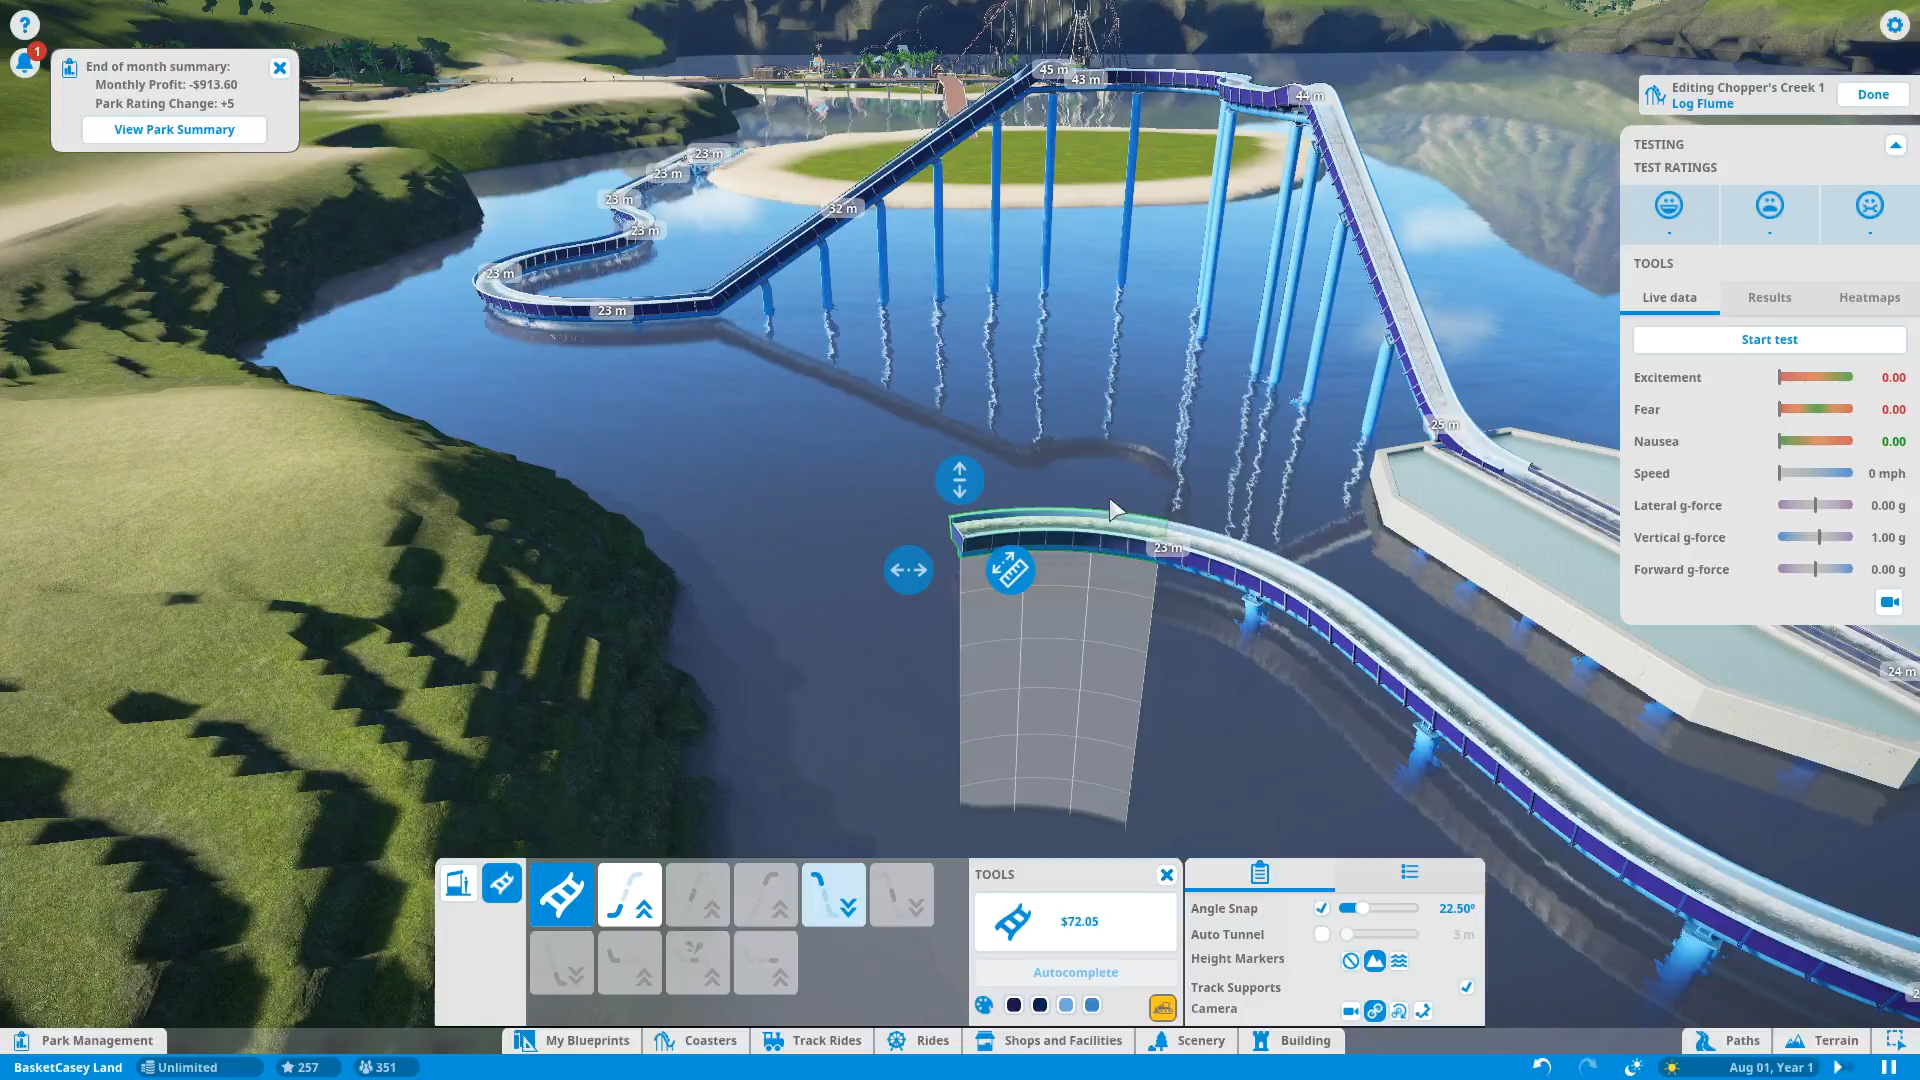 ?
1
End of month summary:
Monthly Profit: -$913.60
Park Rating Change: +5
View Park Summary
Editing Chopper's Creek 1
Log Flume
Done
TESTING
TEST RATINGS
-
-
-
TOOLS
Live data
Results
Heatmaps
Start test
Excitement 0.00
Fear 0.00
Nausea 0.00
Speed 0 mph
Lateral g-force 0.00 g
Vertical g-force 1.00 g
Forward g-force 0.00 g
45 m
43 m
44 m
23 m
23 m
23 m
32 m
23 m
23 m
23 m
25 m
23 m
24 m
TOOLS
$72.05
Autocomplete
Angle Snap 22.50°
Auto Tunnel 3 m
Height Markers
Track Supports
Camera
Park Management
My Blueprints
Coasters
Track Rides
Rides
Shops and Facilities
Scenery
Building
Paths
Terrain
BasketCasey Land
Unlimited
257
351
Aug 01, Year 1